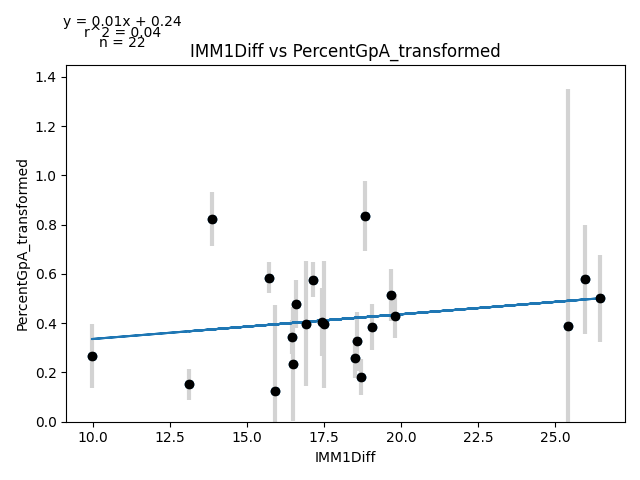 y = 0.01x + 0.24
r^2 = 0.04
n = 22
IMM1Diff vs PercentGpA_transformed
PercentGpA_transformed
1.4
1.2
1.0
0.8
0.6
0.4
0.2
0.0
10.0 12.5 15.0 17.5 20.0 22.5 25.0
IMM1Diff